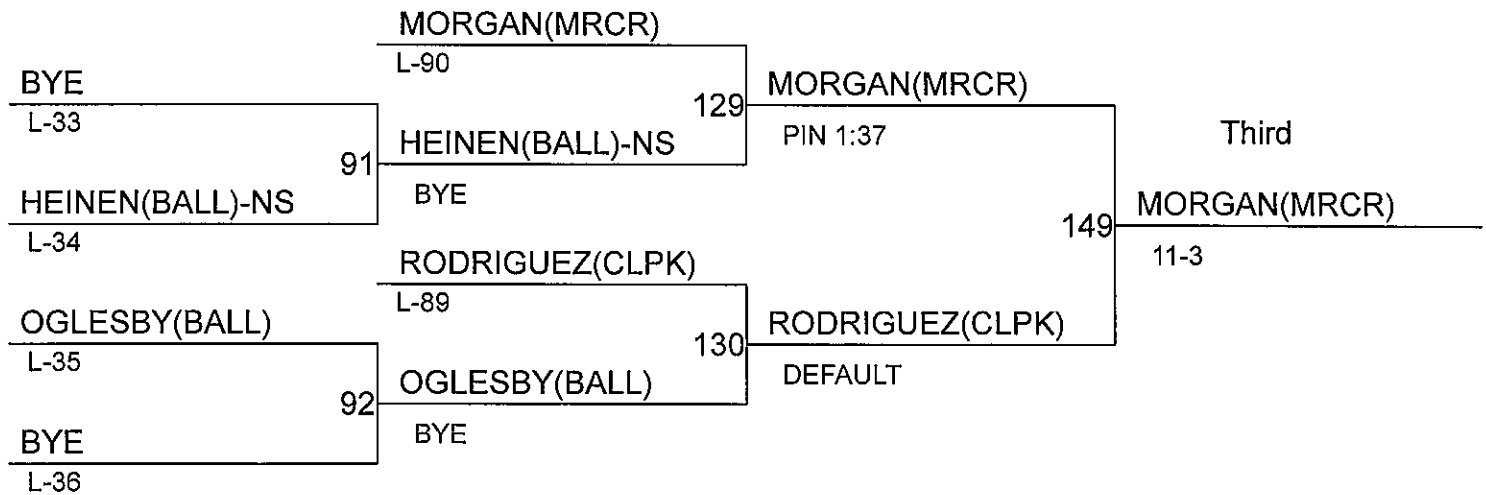 MORGAN(MRCR)
L-90
BYE
L-33
129
MORGAN(MRCR)
PIN 1:37
Third
91
HEINEN(BALL)-NS
BYE
HEINEN(BALL)-NS
L-34
149
MORGAN(MRCR)
11-3
RODRIGUEZ(CLPK)
L-89
OGLESBY(BALL)
L-35
130
RODRIGUEZ(CLPK)
DEFAULT
92
OGLESBY(BALL)
BYE
BYE
L-36